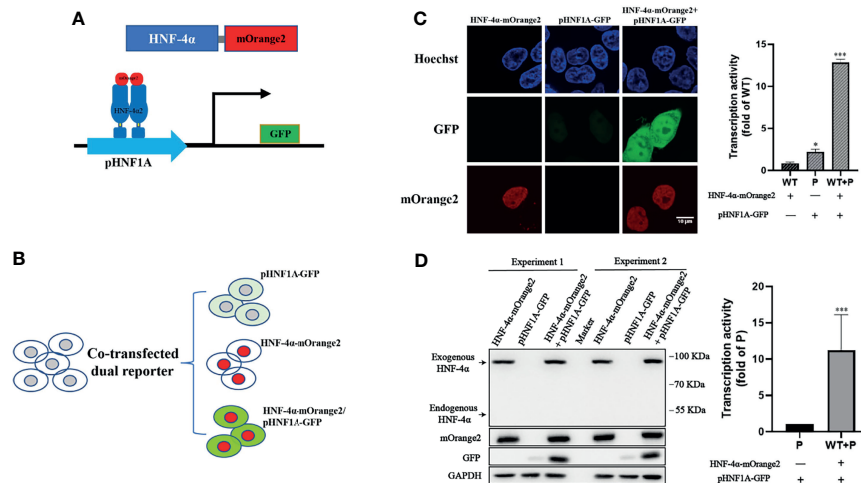 A
HNF-4α
mOrange2
HNF-4α2
GFP
pHNF1A
B
Co-transfected
dual reporter
pHNF1A-GFP
HNF-4α-mOrange2
HNF-4α-mOrange2/
pHNF1A-GFP
C
HNF-4α-mOrange2
pHNF1A-GFP
HNF-4α-mOrange2+
pHNF1A-GFP
Hoechst
GFP
mOrange2
10 μm
Transcription activity
(fold of WT)
15
10
5
0
*
***
WT P WT+P
HNF-4α-mOrange2 + — +
pHNF1A-GFP — + +
D
Experiment 1 Experiment 2
HNF-4α-mOrange2
pHNF1A-GFP
HNF-4α-mOrange2
+ pHNF1A-GFP
Marker
HNF-4α-mOrange2
pHNF1A-GFP
HNF-4α-mOrange2
+ pHNF1A-GFP
Exogenous
HNF-4α
Endogenous
HNF-4α
100 KDa
70 KDa
55 KDa
mOrange2
GFP
GAPDH
Transcription activity
(fold of P)
20
15
10
5
0
***
P WT+P
HNF-4α-mOrange2 — +
pHNF1A-GFP + +